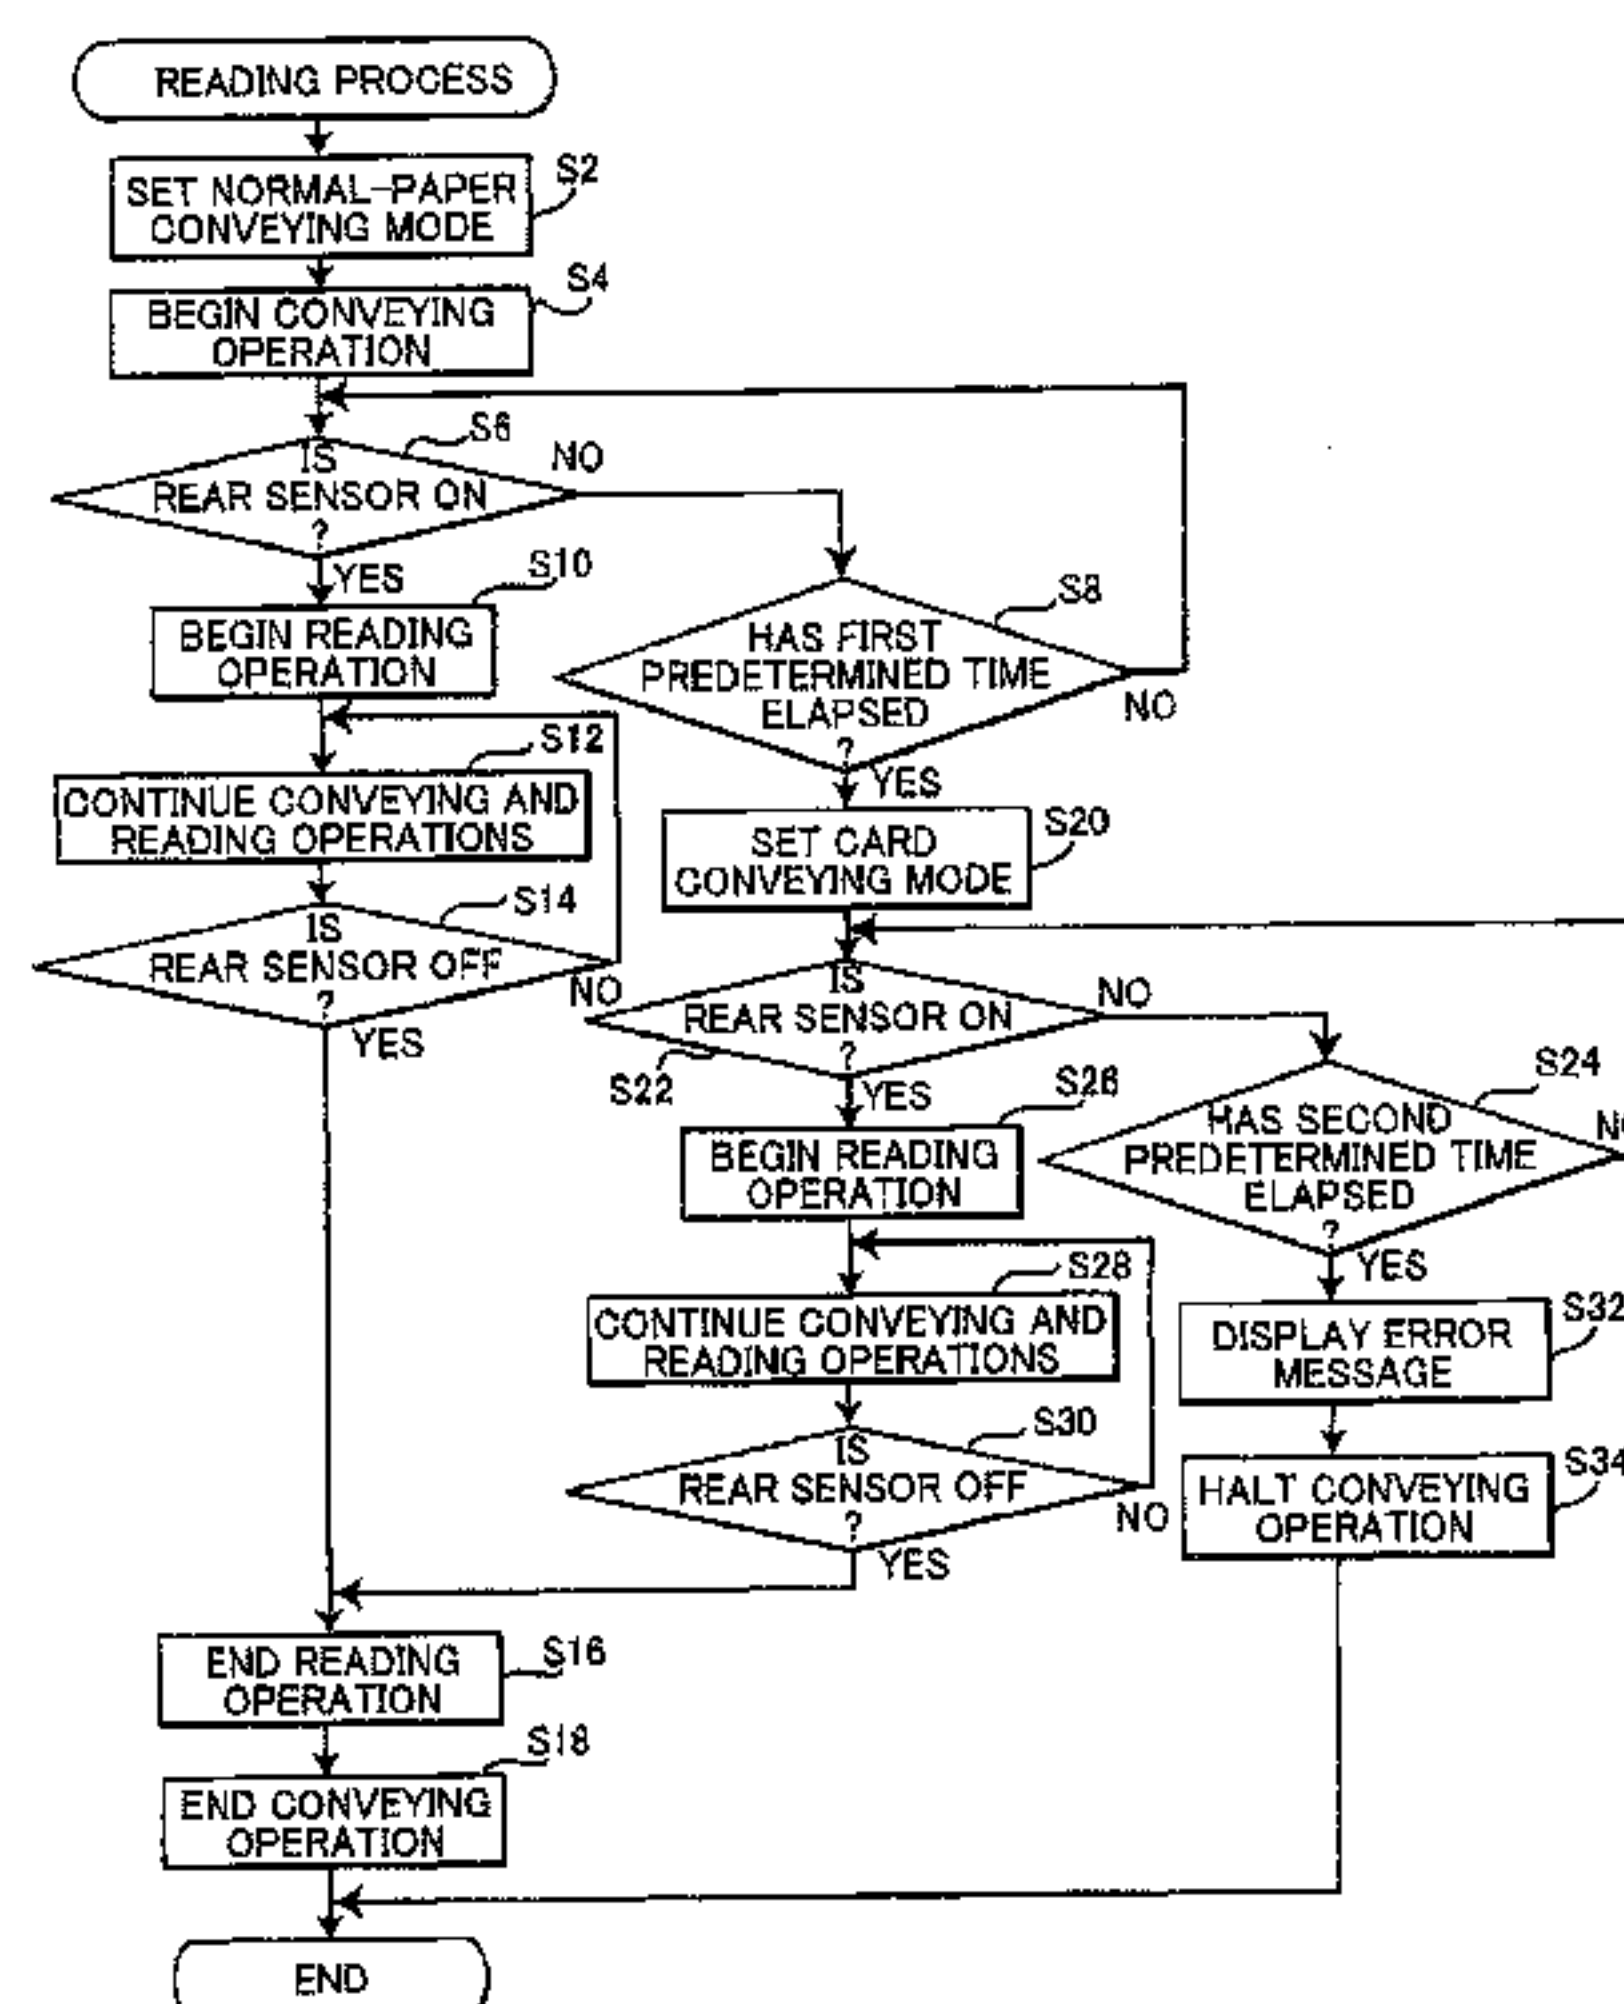 READING PROCESS
SET NORMAL-PAPER
CONVEYING MODE
S2
BEGIN CONVEYING
OPERATION
S4
IS
REAR SENSOR ON
?
S6
NO
YES
BEGIN READING
OPERATION
S10
HAS FIRST
PREDETERMINED TIME
ELAPSED
?
S8
NO
YES
CONTINUE CONVEYING AND
READING OPERATIONS
S12
SET CARD
CONVEYING MODE
S20
IS
REAR SENSOR OFF
?
S14
NO
YES
IS
REAR SENSOR ON
?
S22
NO
YES
HAS SECOND
PREDETERMINED TIME
ELAPSED
?
S24
YES
BEGIN READING
OPERATION
S26
CONTINUE CONVEYING AND
READING OPERATIONS
S28
DISPLAY ERROR
MESSAGE
S32
IS
REAR SENSOR OFF
?
S30
NO
YES
HALT CONVEYING
OPERATION
S34
END READING
OPERATION
S16
END CONVEYING
OPERATION
S18
END